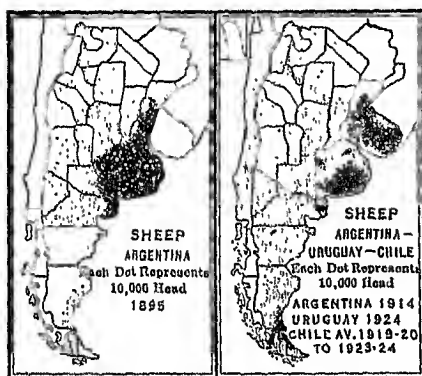 SHEEP
ARGENTINA
Each Dot Represents
10,000 Head
1895
SHEEP
ARGENTINA—
URUGUAY—CHILE
Each Dot Represents
10,000 Head
ARGENTINA 1914
URUGUAY 1924
CHILE AV. 1919-20
TO 1923-24